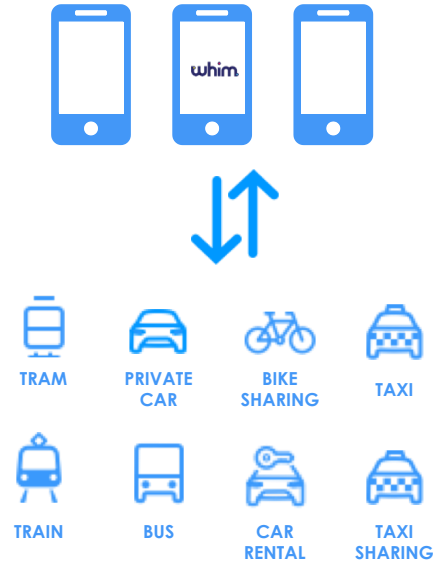 whim
TRAM
PRIVATE
CAR
BIKE
SHARING
TAXI
TRAIN
BUS
CAR
RENTAL
TAXI
SHARING